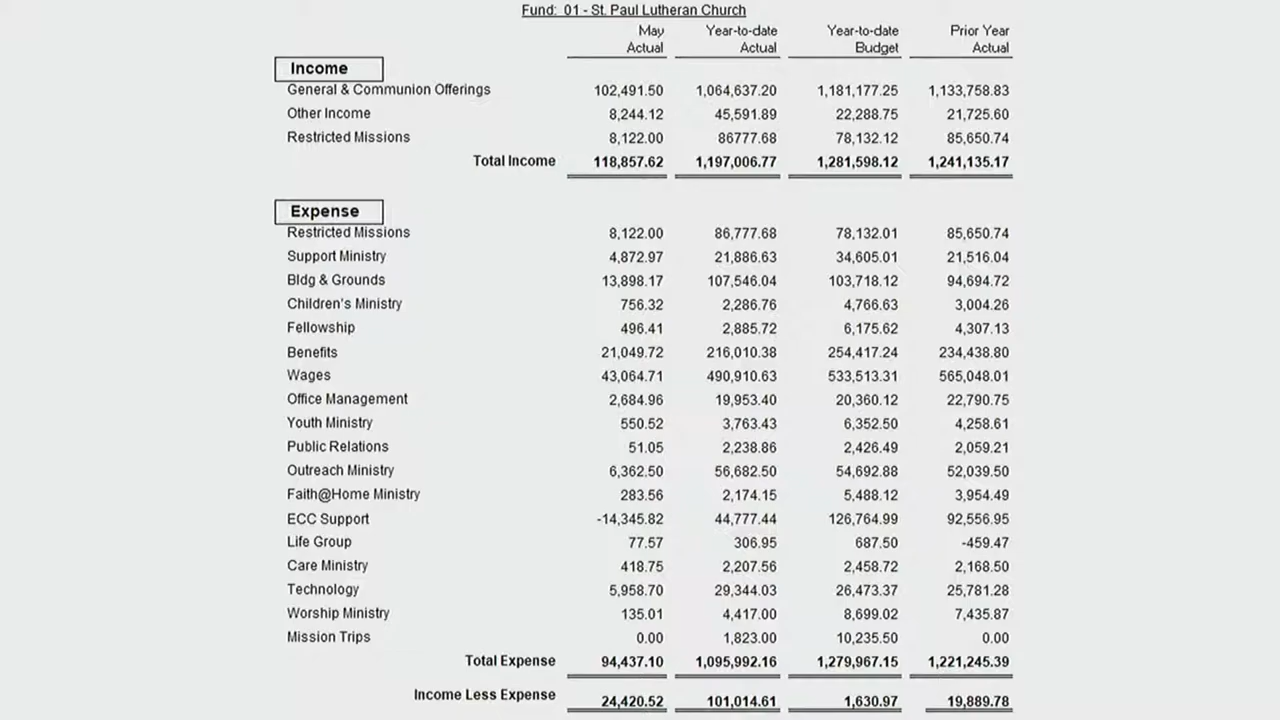 Fund: 01 - St. Paul Lutheran Church
May Year-to-date Year-to-date Prior Year
Actual Actual Budget Actual
Income
General & Communion Offerings 102,491.50 1,064,637.20 1,181,177.25 1,133,758.83
Other Income 8,244.12 45,591.89 22,288.75 21,725.60
Restricted Missions 8,122.00 86777.68 78,132.12 85,650.74
Total Income 118,857.62 1,197,006.77 1,281,598.12 1,241,135.17
Expense
Restricted Missions 8,122.00 86,777.68 78,132.01 85,650.74
Support Ministry 4,872.97 21,886.63 34,605.01 21,516.04
Bldg & Grounds 13,898.17 107,546.04 103,718.12 94,694.72
Children's Ministry 756.32 2,286.76 4,766.63 3,004.26
Fellowship 496.41 2,885.72 6,175.62 4,307.13
Benefits 21,049.72 216,010.38 254,417.24 234,438.80
Wages 43,064.71 490,910.63 533,513.31 565,048.01
Office Management 2,684.96 19,953.40 20,360.12 22,790.75
Youth Ministry 550.52 3,763.43 6,352.50 4,258.61
Public Relations 51.05 2,238.86 2,426.49 2,059.21
Outreach Ministry 6,362.50 56,682.50 54,692.88 52,039.50
Faith@Home Ministry 283.56 2,174.15 5,488.12 3,954.49
ECC Support -14,345.82 44,777.44 126,764.99 92,556.95
Life Group 77.57 306.95 687.50 -459.47
Care Ministry 418.75 2,207.56 2,458.72 2,168.50
Technology 5,958.70 29,344.03 26,473.37 25,781.28
Worship Ministry 135.01 4,417.00 8,699.02 7,435.87
Mission Trips 0.00 1,823.00 10,235.50 0.00
Total Expense 94,437.10 1,095,992.16 1,279,967.15 1,221,245.39
Income Less Expense 24,420.52 101,014.61 1,630.97 19,889.78